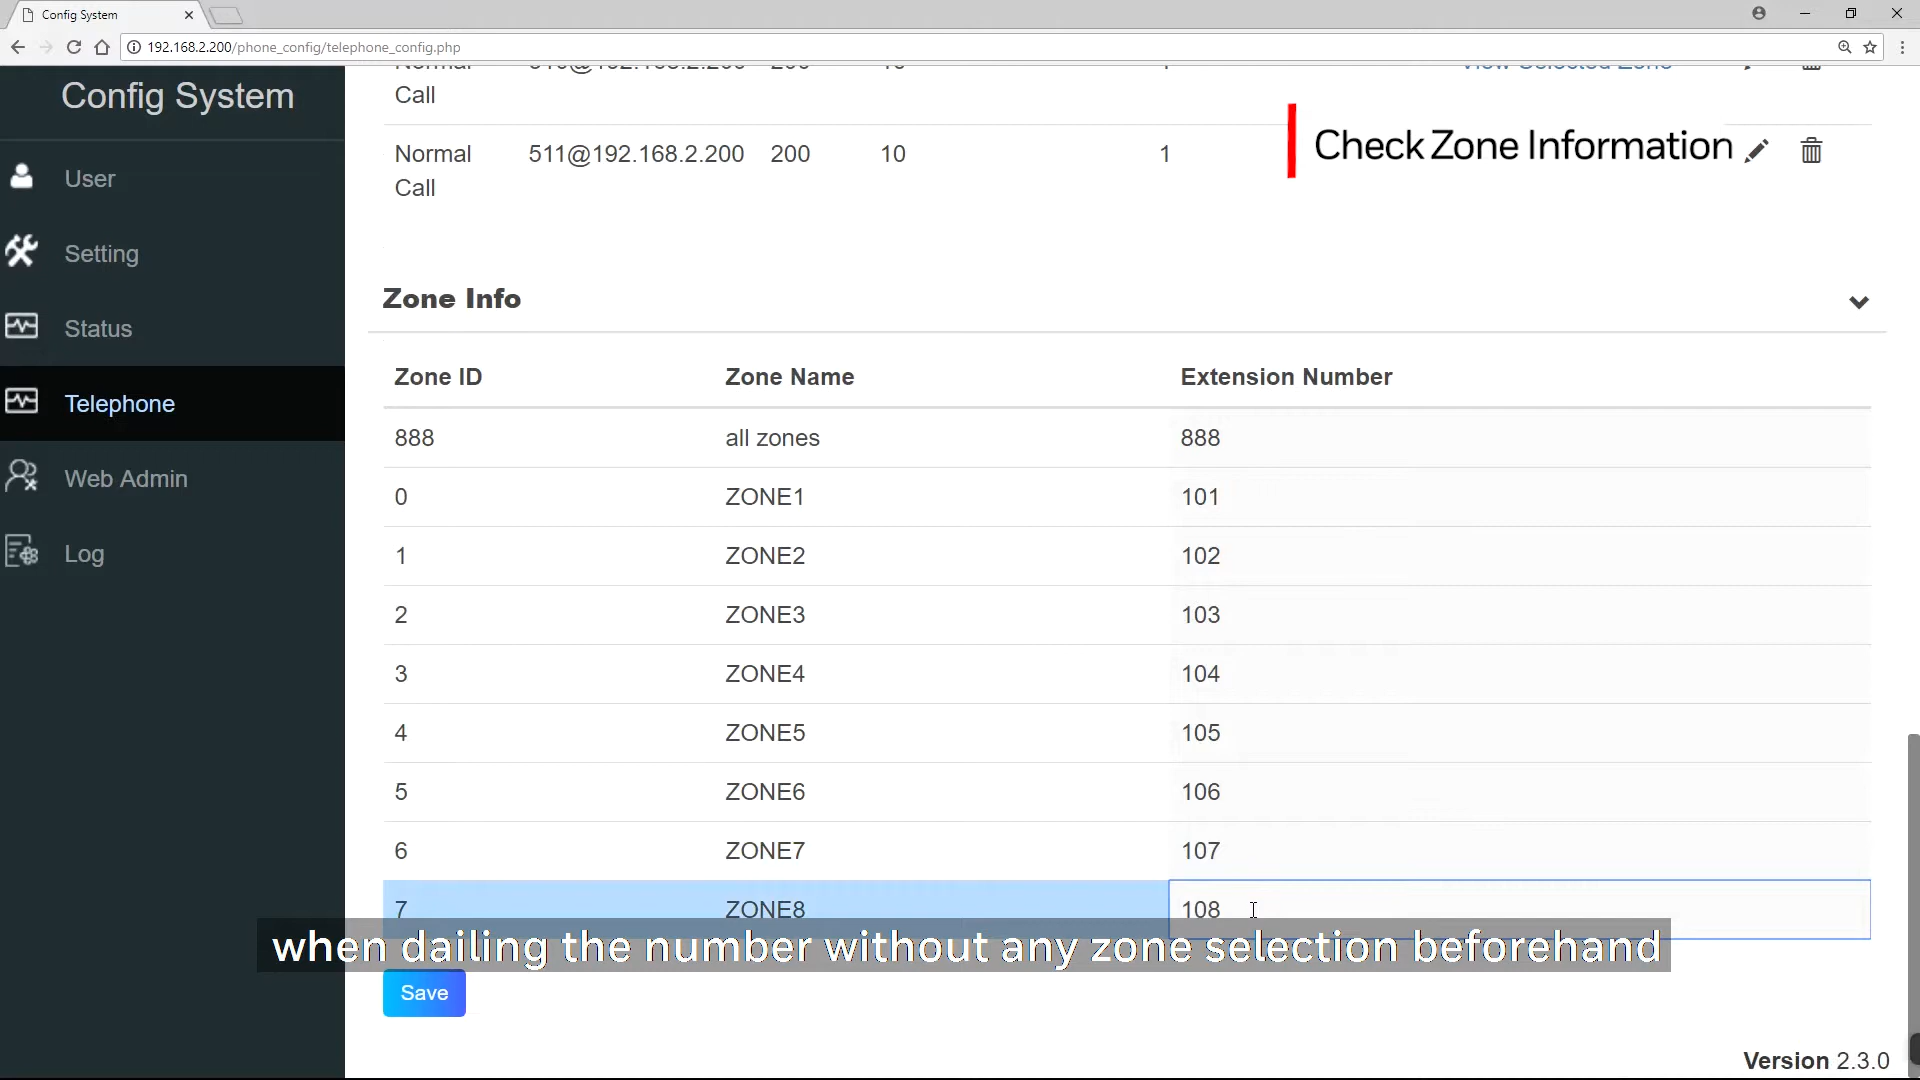 Config System
192.168.2.200/phone_config/telephone_config.php
Config System
User
Setting
Status
Telephone
Web Admin
Log
Normal
Call
Check Zone Information
Normal 511@192.168.2.200 200 10 1
Call
Zone Info
Zone ID Zone Name Extension Number
888 all zones 888
0 ZONE1 101
1 ZONE2 102
2 ZONE3 103
3 ZONE4 104
4 ZONE5 105
5 ZONE6 106
6 ZONE7 107
7 ZONE8 108
when dailing the number without any zone selection beforehand
Save
Version 2.3.0